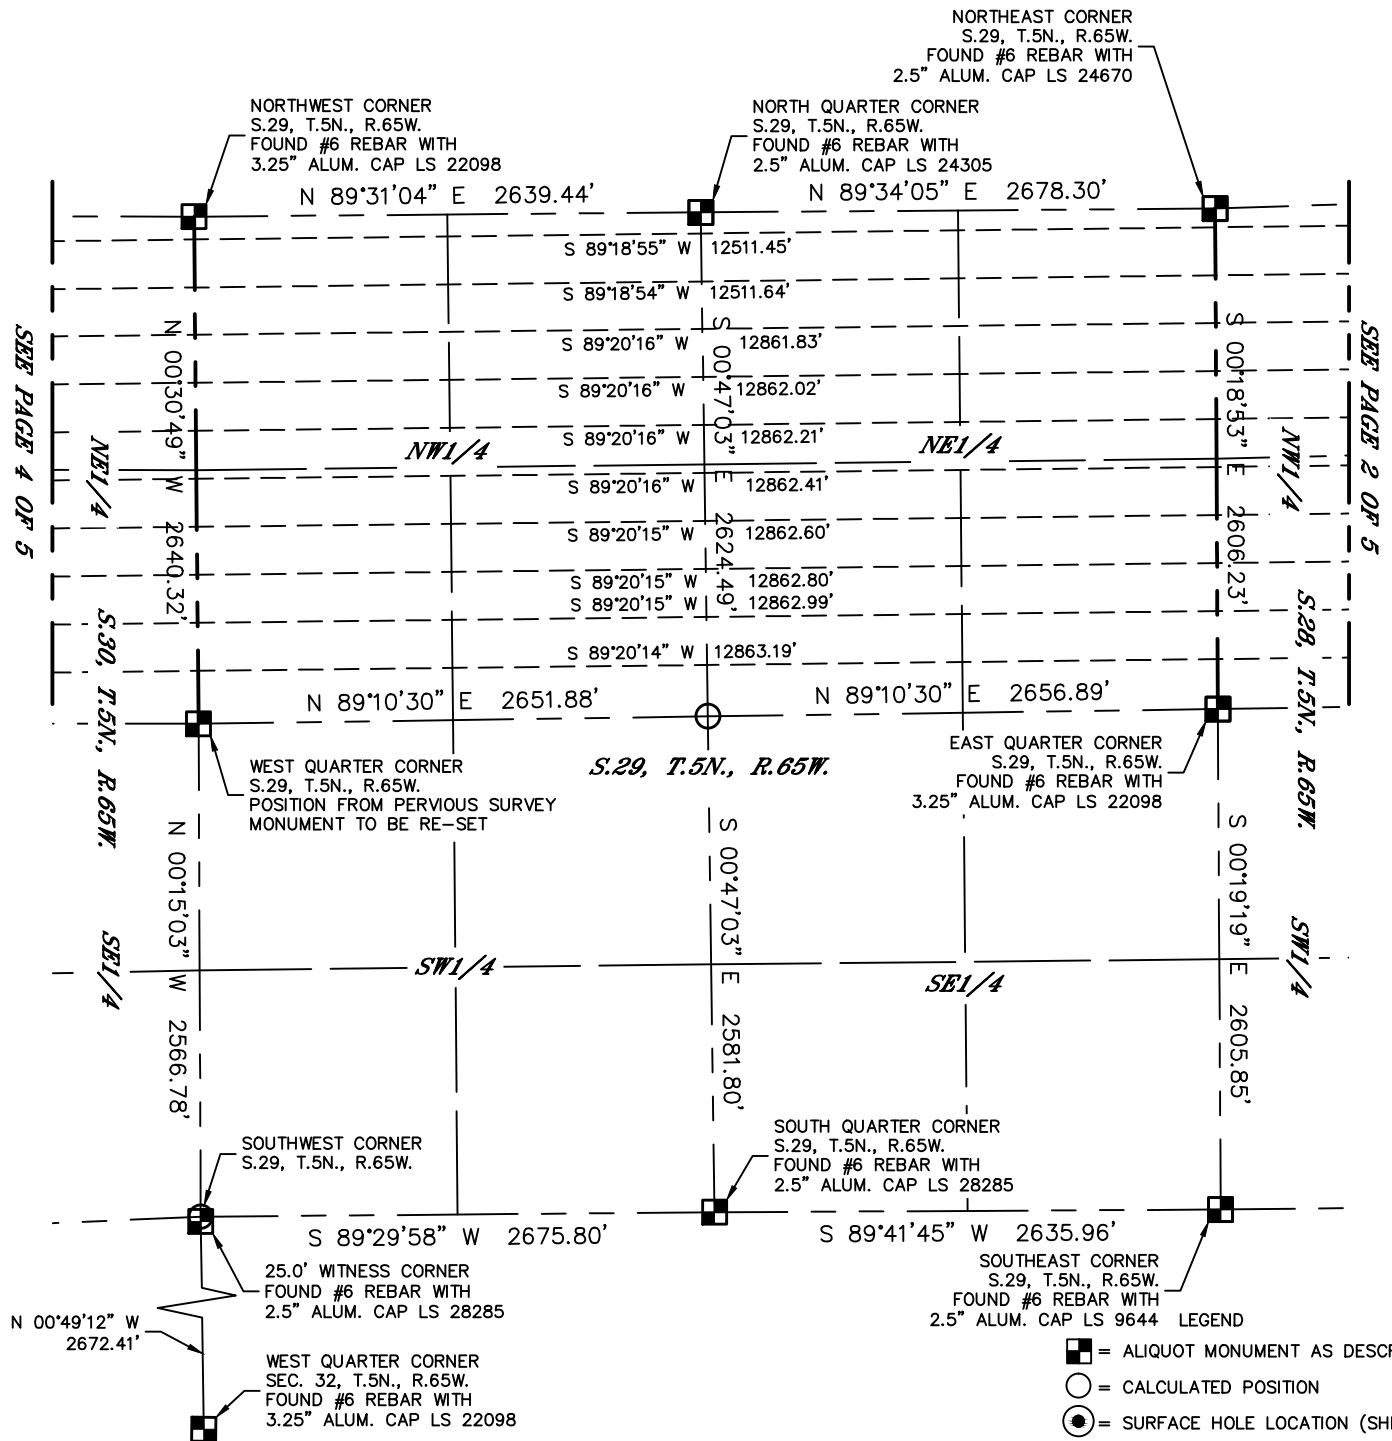 NORTHEAST CORNER
S.29, T.5N., R.65W.
FOUND #6 REBAR WITH
2.5" ALUM. CAP LS 24670
NORTHWEST CORNER
S.29, T.5N., R.65W.
FOUND #6 REBAR WITH
3.25" ALUM. CAP LS 22098
NORTH QUARTER CORNER
S.29, T.5N., R.65W.
FOUND #6 REBAR WITH
2.5" ALUM. CAP LS 24305
N 89°31'04" E 2639.44'
N 89°34'05" E 2678.30'
S 89°18'55" W 12511.45'
S 89°18'54" W 12511.64'
S 89°20'16" W 12861.83'
S 89°20'16" W 12862.02'
S 89°20'16" W 12862.21'
S 89°20'16" W 12862.41'
S 89°20'15" W 12862.60'
S 89°20'15" W 12862.80'
S 89°20'15" W 12862.99'
S 89°20'14" W 12863.19'
SEE PAGE 4 OF 5
NE1/4
N 00°30'49" W 2640.32'
NW1/4
S 00°47'03" E 2624.49'
NE1/4
S 00°18'53" E 2606.23'
NW1/4
SEE PAGE 2 OF 5
S.30, T.5N., R.65W.
S.28, T.5N., R.65W.
N 89°10'30" E 2651.88'
N 89°10'30" E 2656.89'
S.29, T.5N., R.65W.
WEST QUARTER CORNER
S.29, T.5N., R.65W.
POSITION FROM PERVIOUS SURVEY
MONUMENT TO BE RE-SET
EAST QUARTER CORNER
S.29, T.5N., R.65W.
FOUND #6 REBAR WITH
3.25" ALUM. CAP LS 22098
SE1/4
N 00°15'03" W 2566.78'
SW1/4
S 00°47'03" E 2581.80'
SE1/4
S 00°19'19" E 2605.85'
SW1/4
SOUTHWEST CORNER
S.29, T.5N., R.65W.
SOUTH QUARTER CORNER
S.29, T.5N., R.65W.
FOUND #6 REBAR WITH
2.5" ALUM. CAP LS 28285
S 89°29'58" W 2675.80'
S 89°41'45" W 2635.96'
25.0' WITNESS CORNER
FOUND #6 REBAR WITH
2.5" ALUM. CAP LS 28285
SOUTHEAST CORNER
S.29, T.5N., R.65W.
FOUND #6 REBAR WITH
2.5" ALUM. CAP LS 9644
N 00°49'12" W
2672.41'
WEST QUARTER CORNER
SEC. 32, T.5N., R.65W.
FOUND #6 REBAR WITH
3.25" ALUM. CAP LS 22098
LEGEND
= ALIQUOT MONUMENT AS DESCR
= CALCULATED POSITION
= SURFACE HOLE LOCATION (SH